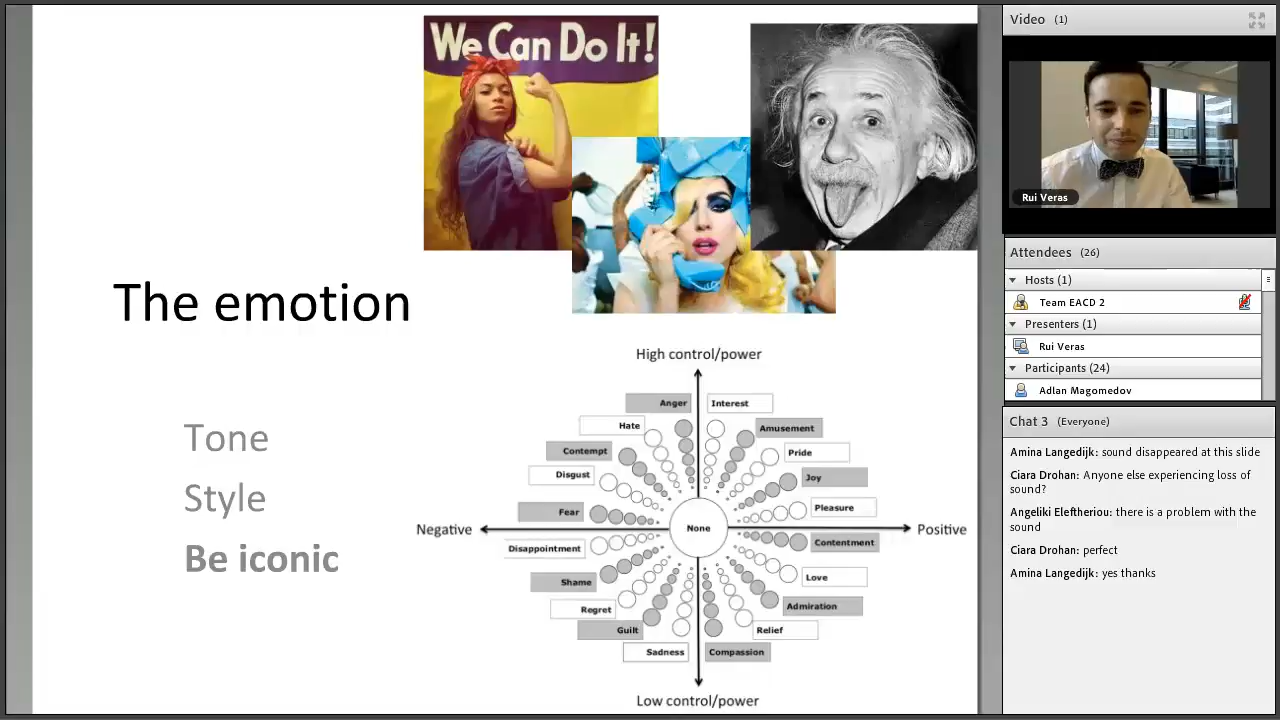 We Can Do It!
The emotion
Tone
Style
Be iconic
High control/power
Anger
Interest
Hate
Amusement
Contempt
Pride
Disgust
Joy
Fear
Pleasure
Negative
None
Positive
Disappointment
Contentment
Shame
Love
Regret
Admiration
Guilt
Relief
Sadness
Compassion
Low control/power
Video (1)
Rui Veras
Attendees (26)
Hosts (1)
Team EACD 2
Presenters (1)
Rui Veras
Participants (24)
Adlan Magomedov
Chat 3 (Everyone)
Amina Langedijk: sound disappeared at this slide
Ciara Drohan: Anyone else experiencing loss of
sound?
Angeliki Eleftheriou: there is a problem with the
sound
Ciara Drohan: perfect
Amina Langedijk: yes thanks